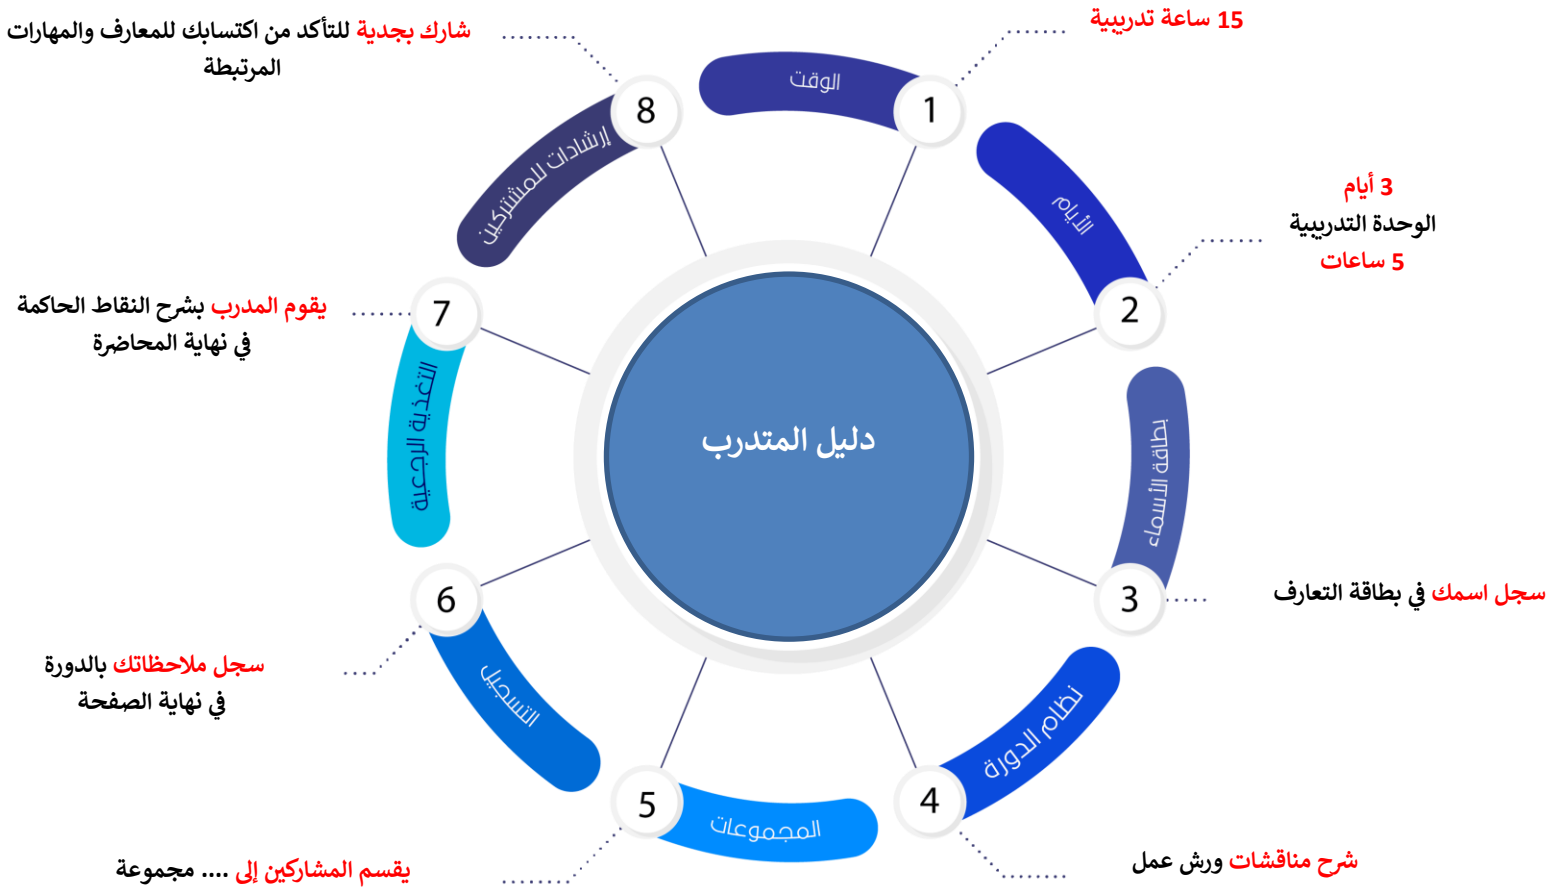 دليل المتدرب
1
الوقت
15 ساعة تدريبية
2
الأيام
3 أيام
الوحدة التدريبية
5 ساعات
3
بطاقة الأسماء
سجل اسمك في بطاقة التعارف
4
نظام الدورة
شرح مناقشات ورش عمل
5
المجموعات
يقسم المشاركين إلى .... مجموعة
6
التسجيل
سجل ملاحظاتك بالدورة
في نهاية الصفحة
7
التغذية الرجعية
يقوم المدرب بشرح النقاط الحاكمة
في نهاية المحاضرة
8
إرشادات للمشتركين
شارك بجدية للتأكد من اكتسابك للمعارف والمهارات
المرتبطة